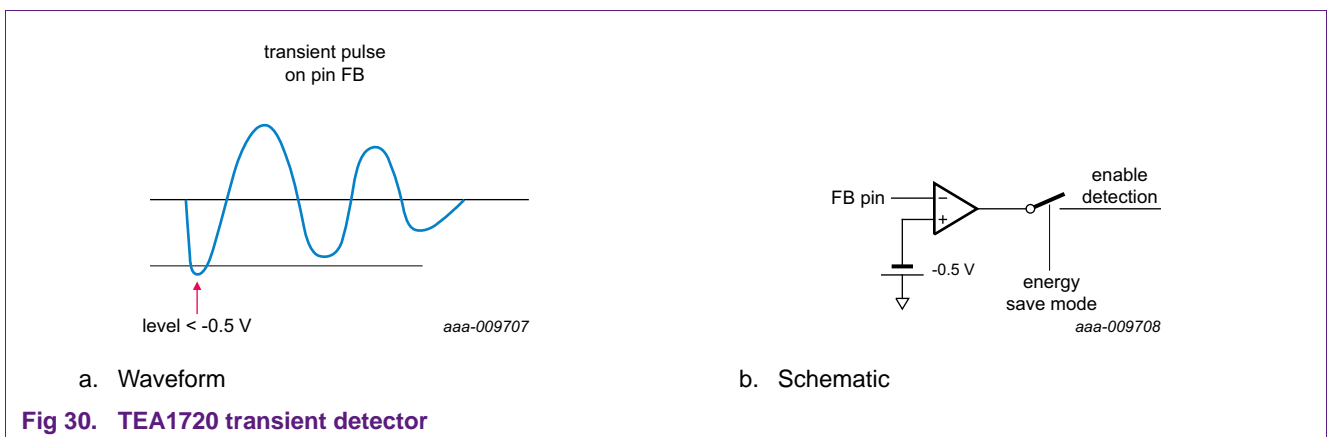 transient pulse
on pin FB
level < -0.5 V
aaa-009707
a. Waveform
FB pin
−
+
-0.5 V
enable
detection
energy
save mode
aaa-009708
b. Schematic
Fig 30. TEA1720 transient detector